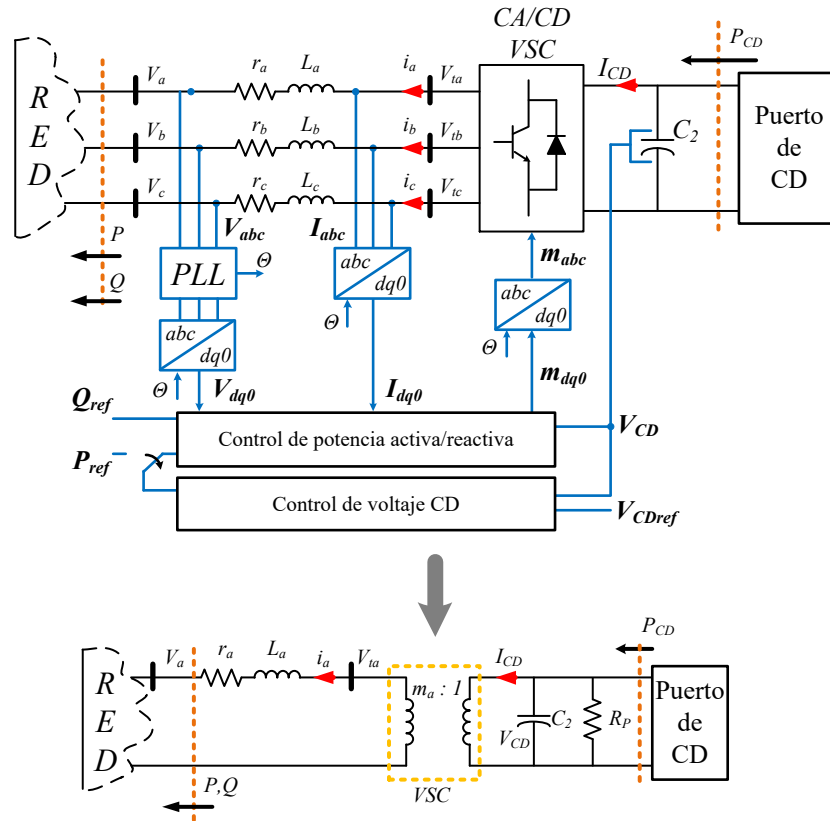 CA/CD
VSC
P_CD
V_a
r_a
L_a
i_a
V_ta
I_CD
R
E
D
V_b
r_b
L_b
i_b
V_tb
C_2
Puerto
de
CD
V_c
r_c
L_c
i_c
V_tc
V_abc
I_abc
m_abc
P
Q
PLL
Θ
abc
dq0
Θ
abc
dq0
Θ
abc
dq0
Θ
V_dq0
I_dq0
m_dq0
Q_ref
Control de potencia activa/reactiva
V_CD
P_ref
Control de voltaje CD
V_CDref
V_a
r_a
L_a
i_a
V_ta
I_CD
P_CD
R
E
D
m_a : 1
C_2
V_CD
R_P
Puerto
de
CD
P,Q
VSC